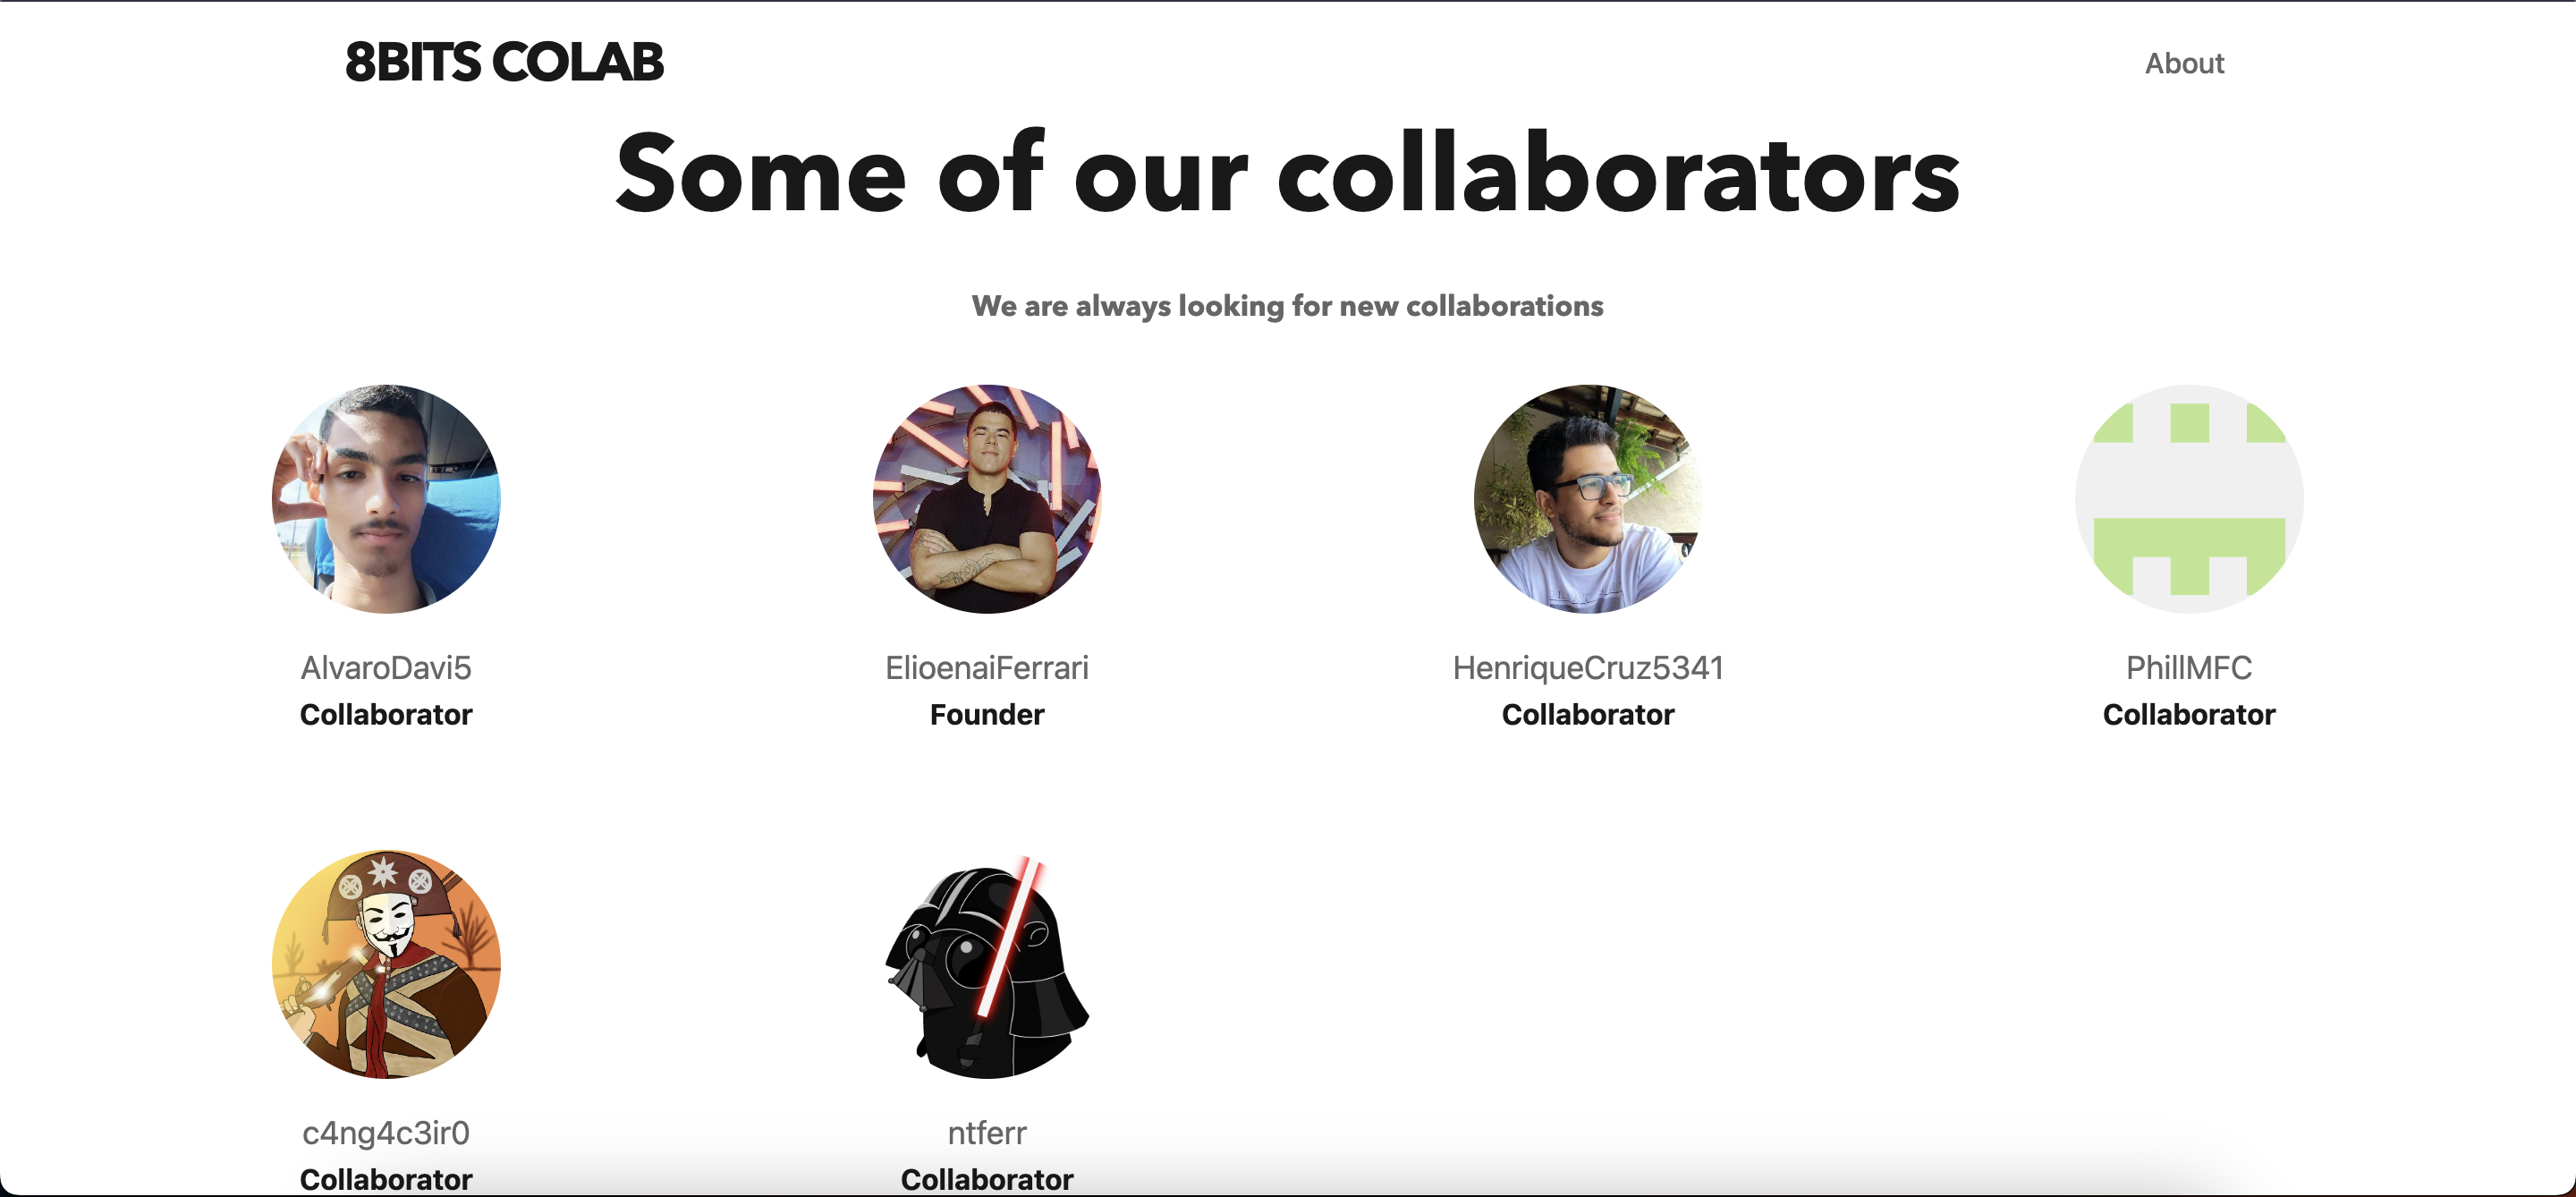 8BITS COLAB
About
Some of our collaborators
We are always looking for new collaborations
AlvaroDavi5
ElioenaiFerrari
HenriqueCruz5341
PhillMFC
Collaborator
Founder
Collaborator
Collaborator
c4ng4c3ir0
ntferr
Collaborator
Collaborator